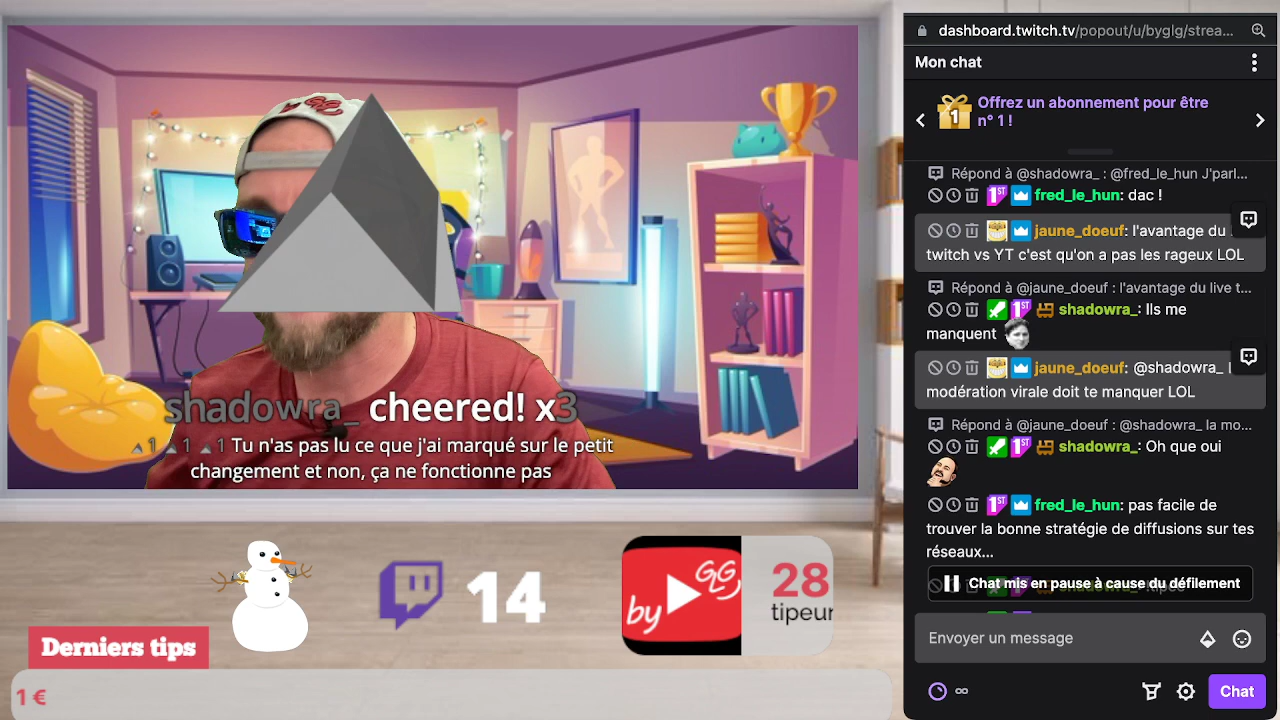 dashboard.twitch.tv/popout/u/byglg/strea...
Mon chat
Offrez un abonnement pour être
n° 1 !
1
Répond à @shadowra_ : @fred_le_hun J'parl...
1ST fred_le_hun: dac !
jaune_doeuf: l'avantage du
twitch vs YT c'est qu'on a pas les rageux LOL
Répond à @jaune_doeuf : l'avantage du live t...
1ST shadowra_: Ils me
manquent
jaune_doeuf: @shadowra_
modération virale doit te manquer LOL
Répond à @jaune_doeuf : @shadowra_ la mo...
1ST shadowra_: Oh que oui
1ST fred_le_hun: pas facile de
trouver la bonne stratégie de diffusions sur tes
réseaux...
Chat mis en pause à cause du défilement
Envoyer un message
Chat
shadowra_ cheered! x3
1 1 1 Tu n'as pas lu ce que j'ai marqué sur le petit
changement et non, ça ne fonctionne pas
14
by GG
28
tipeur
Derniers tips
1 €